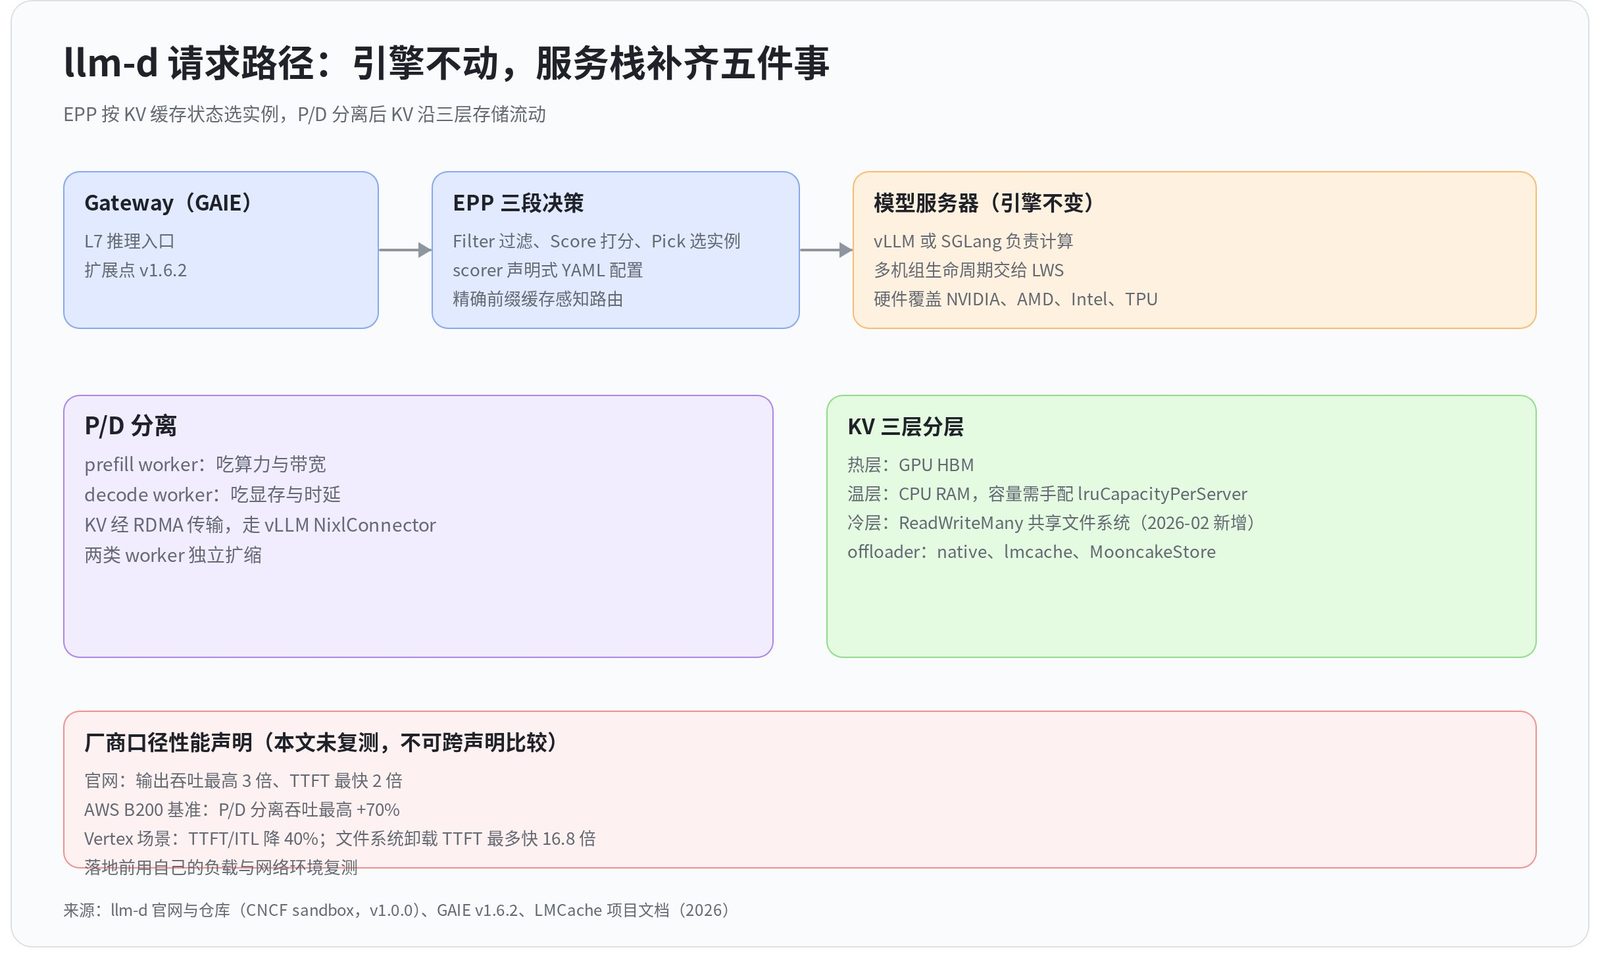 llm-d 请求路径：引擎不动，服务栈补齐五件事
EPP 按 KV 缓存状态选实例，P/D 分离后 KV 沿三层存储流动
Gateway（GAIE）
L7 推理入口
扩展点 v1.6.2
EPP 三段决策
Filter 过滤、Score 打分、Pick 选实例
scorer 声明式 YAML 配置
精确前缀缓存感知路由
模型服务器（引擎不变）
vLLM 或 SGLang 负责计算
多机组生命周期交给 LWS
硬件覆盖 NVIDIA、AMD、Intel、TPU
P/D 分离
prefill worker：吃算力与带宽
decode worker：吃显存与时延
KV 经 RDMA 传输，走 vLLM NixlConnector
两类 worker 独立扩缩
KV 三层分层
热层：GPU HBM
温层：CPU RAM，容量需手配 lruCapacityPerServer
冷层：ReadWriteMany 共享文件系统（2026-02 新增）
offloader：native、lmcache、MooncakeStore
厂商口径性能声明（本文未复测，不可跨声明比较）
官网：输出吞吐最高 3 倍、TTFT 最快 2 倍
AWS B200 基准：P/D 分离吞吐最高 +70%
Vertex 场景：TTFT/ITL 降 40%；文件系统卸载 TTFT 最多快 16.8 倍
落地前用自己的负载与网络环境复测
来源：llm-d 官网与仓库（CNCF sandbox，v1.0.0）、GAIE v1.6.2、LMCache 项目文档（2026）